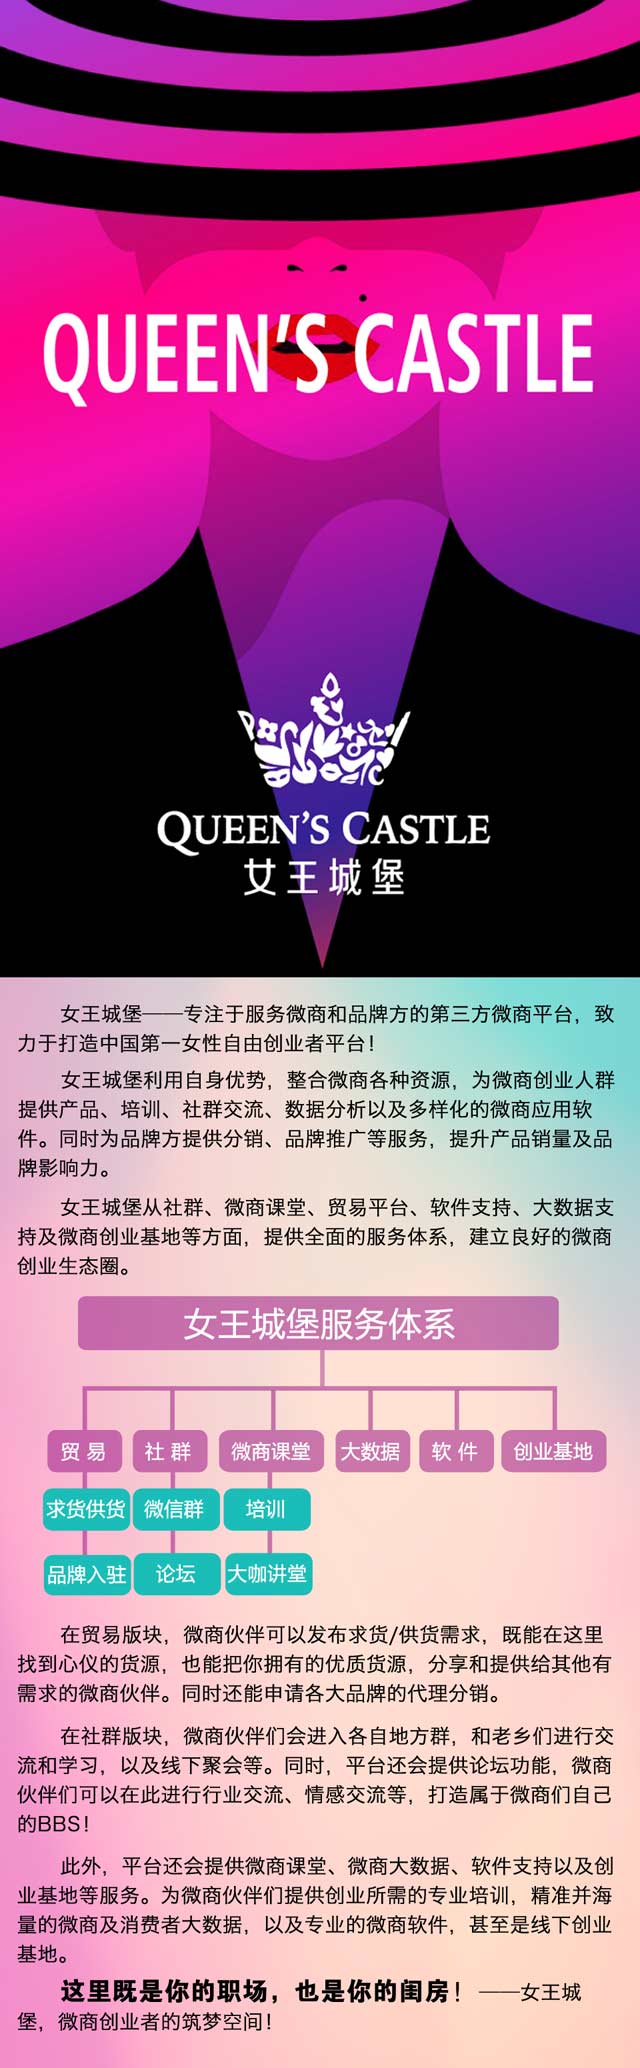 QUEEN'S CASTLE
QUEEN'S CASTLE
女王城堡
女王城堡——专注于服务微商和品牌方的第三方微商平台，致
力于打造中国第一女性自由创业者平台！
女王城堡利用自身优势，整合微商各种资源，为微商创业人群
提供产品、培训、社群交流、数据分析以及多样化的微商应用软
件。同时为品牌方提供分销、品牌推广等服务，提升产品销量及品
牌影响力。
女王城堡从社群、微商课堂、贸易平台、软件支持、大数据支
持及微商创业基地等方面，提供全面的服务体系，建立良好的微商
创业生态圈。
女王城堡服务体系
贸 易 社 群 微商课堂 大数据 软 件 创业基地
求货供货 微信群 培训
品牌入驻 论坛 大咖讲堂
在贸易版块，微商伙伴可以发布求货/供货需求，既能在这里
找到心仪的货源，也能把你拥有的优质货源，分享和提供给其他有
需求的微商伙伴。同时还能申请各大品牌的代理分销。
在社群版块，微商伙伴们会进入各自地方群，和老乡们进行交
流和学习，以及线下聚会等。同时，平台还会提供论坛功能，微商
伙伴们可以在此进行行业交流、情感交流等，打造属于微商们自己
的BBS！
此外，平台还会提供微商课堂、微商大数据、软件支持以及创
业基地等服务。为微商伙伴们提供创业所需的专业培训，精准并海
量的微商及消费者大数据，以及专业的微商软件，甚至是线下创业
基地。
这里既是你的职场，也是你的闺房！——女王城
堡，微商创业者的筑梦空间！